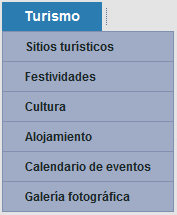 Turismo
Sitios turísticos
Festividades
Cultura
Alojamiento
Calendario de eventos
Galería fotográfica